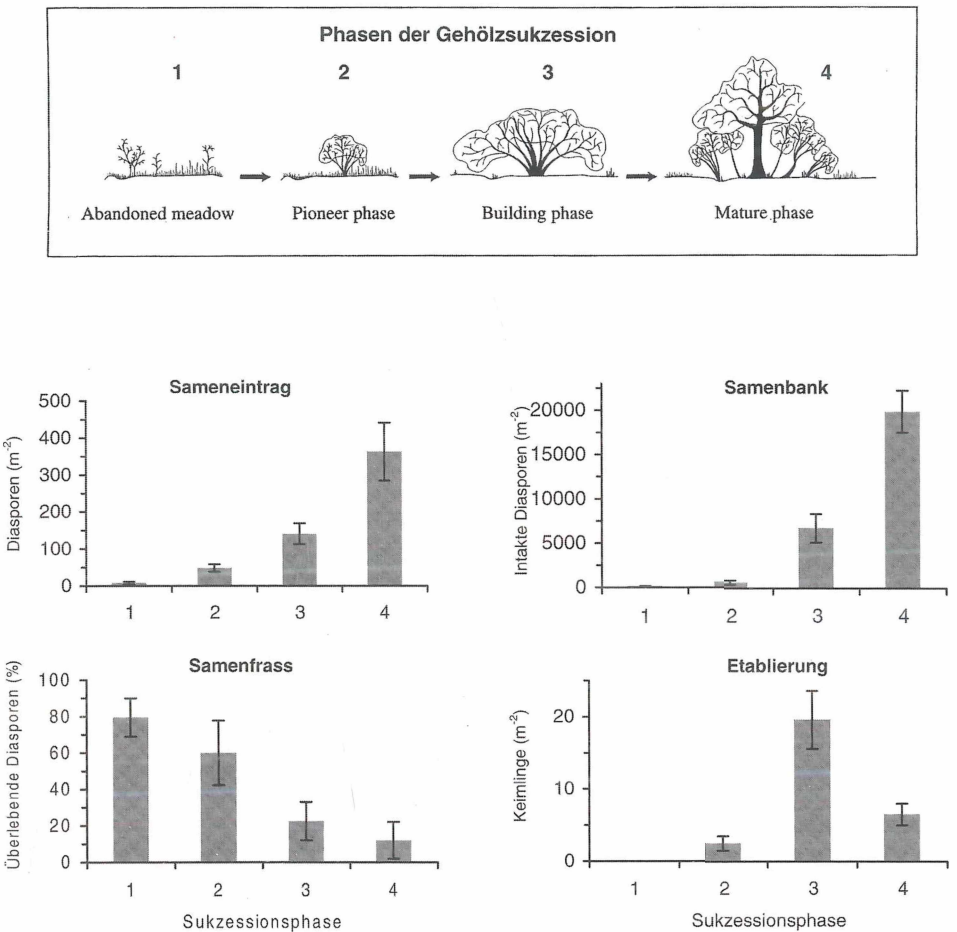 Phasen der Gehölzsukzession
1 2 3 4
Abandoned meadow Pioneer phase Building phase Mature phase
Sameneintrag
Diasporen (m-2)
500
400
300
200
100
0
1 2 3 4
Samenbank
Intakte Diasporen (m-2)
20000
15000
10000
5000
0
1 2 3 4
Samenfrass
Überlebende Diasporen (%)
100
80
60
40
20
0
1 2 3 4
Sukzessionsphase
Etablierung
Keimlinge (m-2)
20
10
0
1 2 3 4
Sukzessionsphase